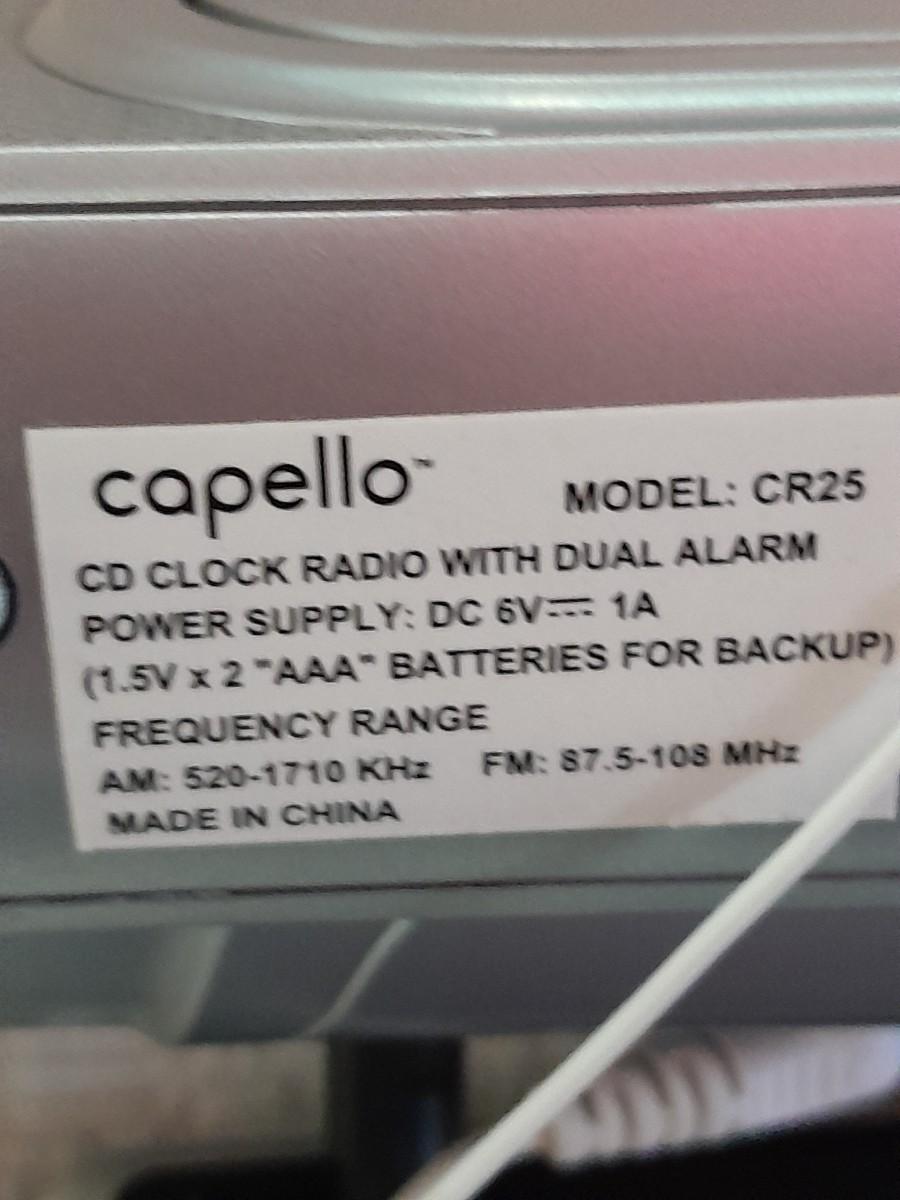 capello™
MODEL: CR25
CD CLOCK RADIO WITH DUAL ALARM
POWER SUPPLY: DC 6V⎓ 1A
(1.5V x 2 "AAA" BATTERIES FOR BACKUP)
FREQUENCY RANGE
AM: 520-1710 KHz FM: 87.5-108 MHz
MADE IN CHINA